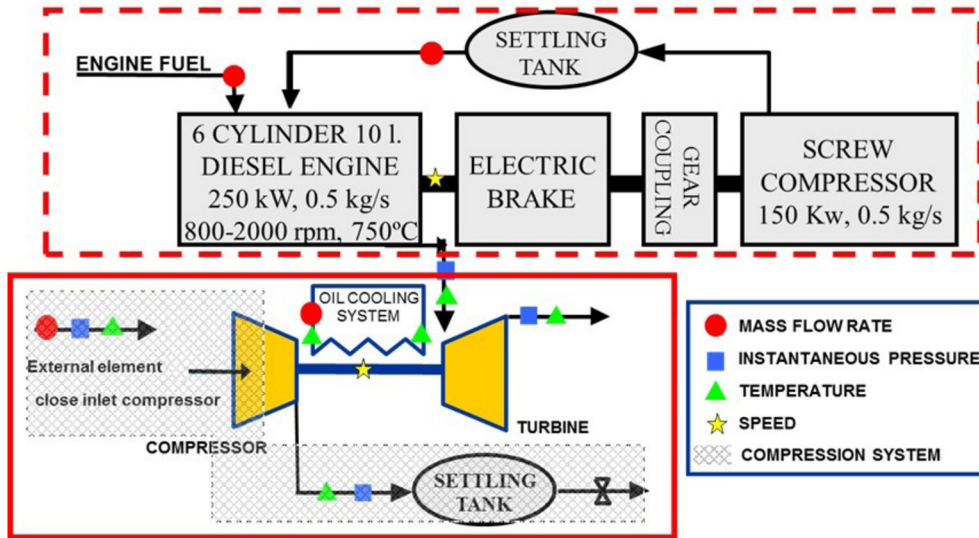 ENGINE FUEL
SETTLING
TANK
6 CYLINDER 10 l.
DIESEL ENGINE
250 kW, 0.5 kg/s
800-2000 rpm, 750ºC
ELECTRIC
BRAKE
GEAR
COUPLING
SCREW
COMPRESSOR
150 Kw, 0.5 kg/s
OIL COOLING
SYSTEM
External element
close inlet compressor
COMPRESSOR
TURBINE
SETTLING
TANK
MASS FLOW RATE
INSTANTANEOUS PRESSURE
TEMPERATURE
SPEED
COMPRESSION SYSTEM